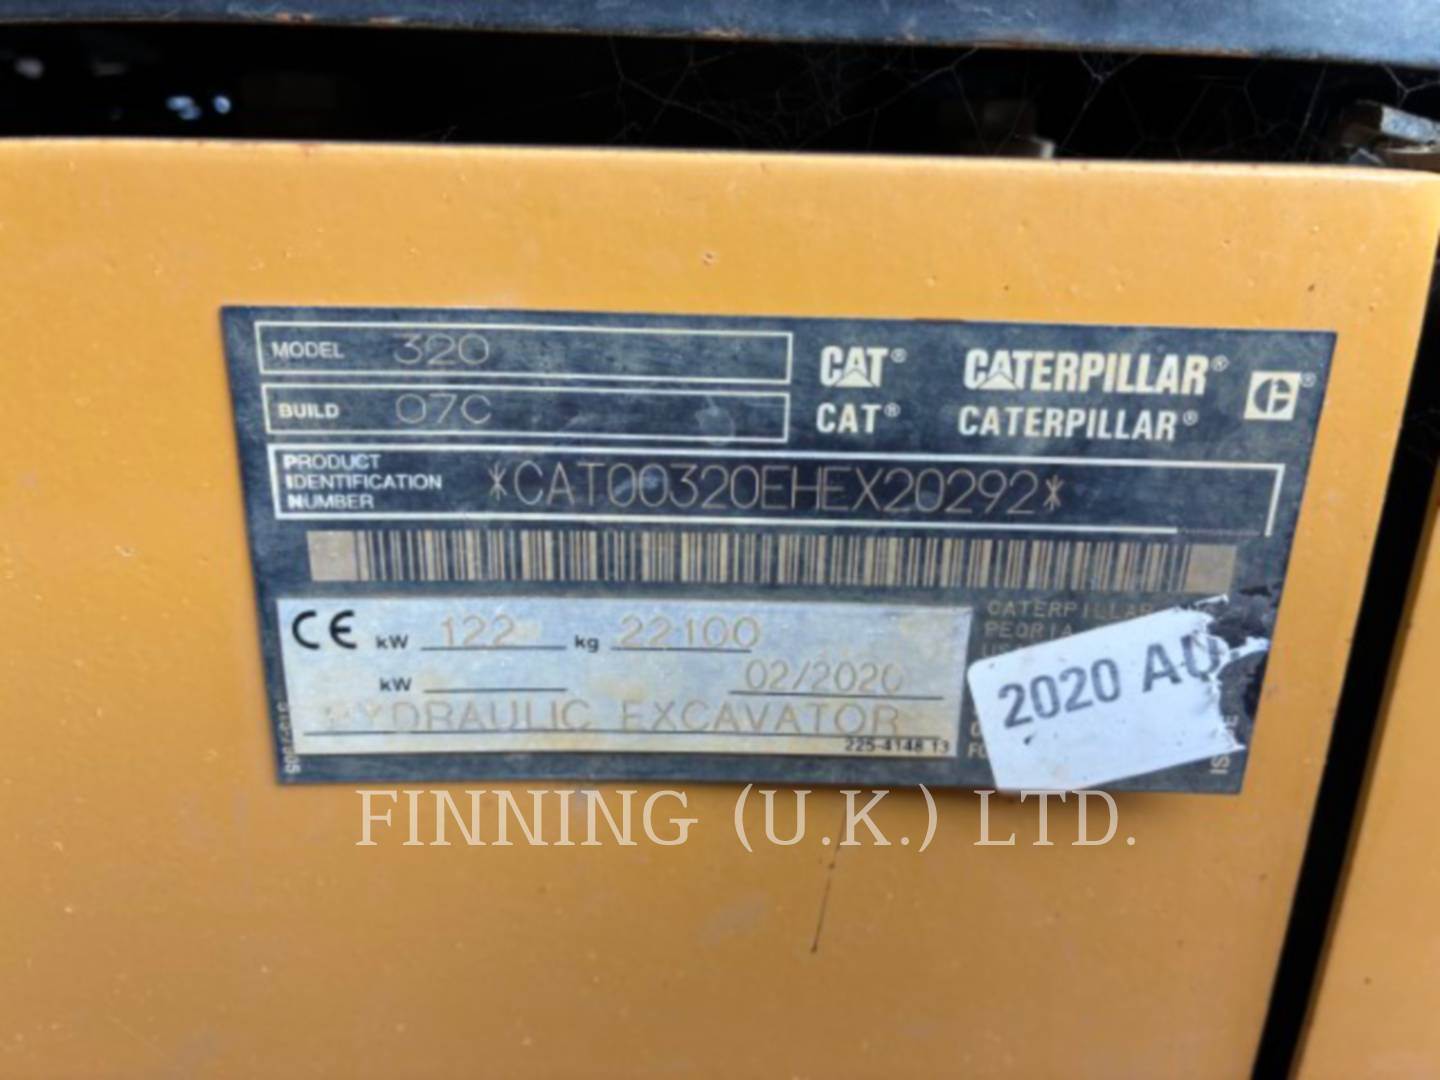 MODEL 320
BUILD 07C
CAT® CATERPILLAR®
CAT® CATERPILLAR®
PRODUCT
IDENTIFICATION
NUMBER
*CAT00320EHEX20292*
CE kW 122 kg 22100
kW 02/2020
HYDRAULIC EXCAVATOR
225-4148 13
CATERPILLAR
PEORIA
2020 AU
FINNING (U.K.) LTD.